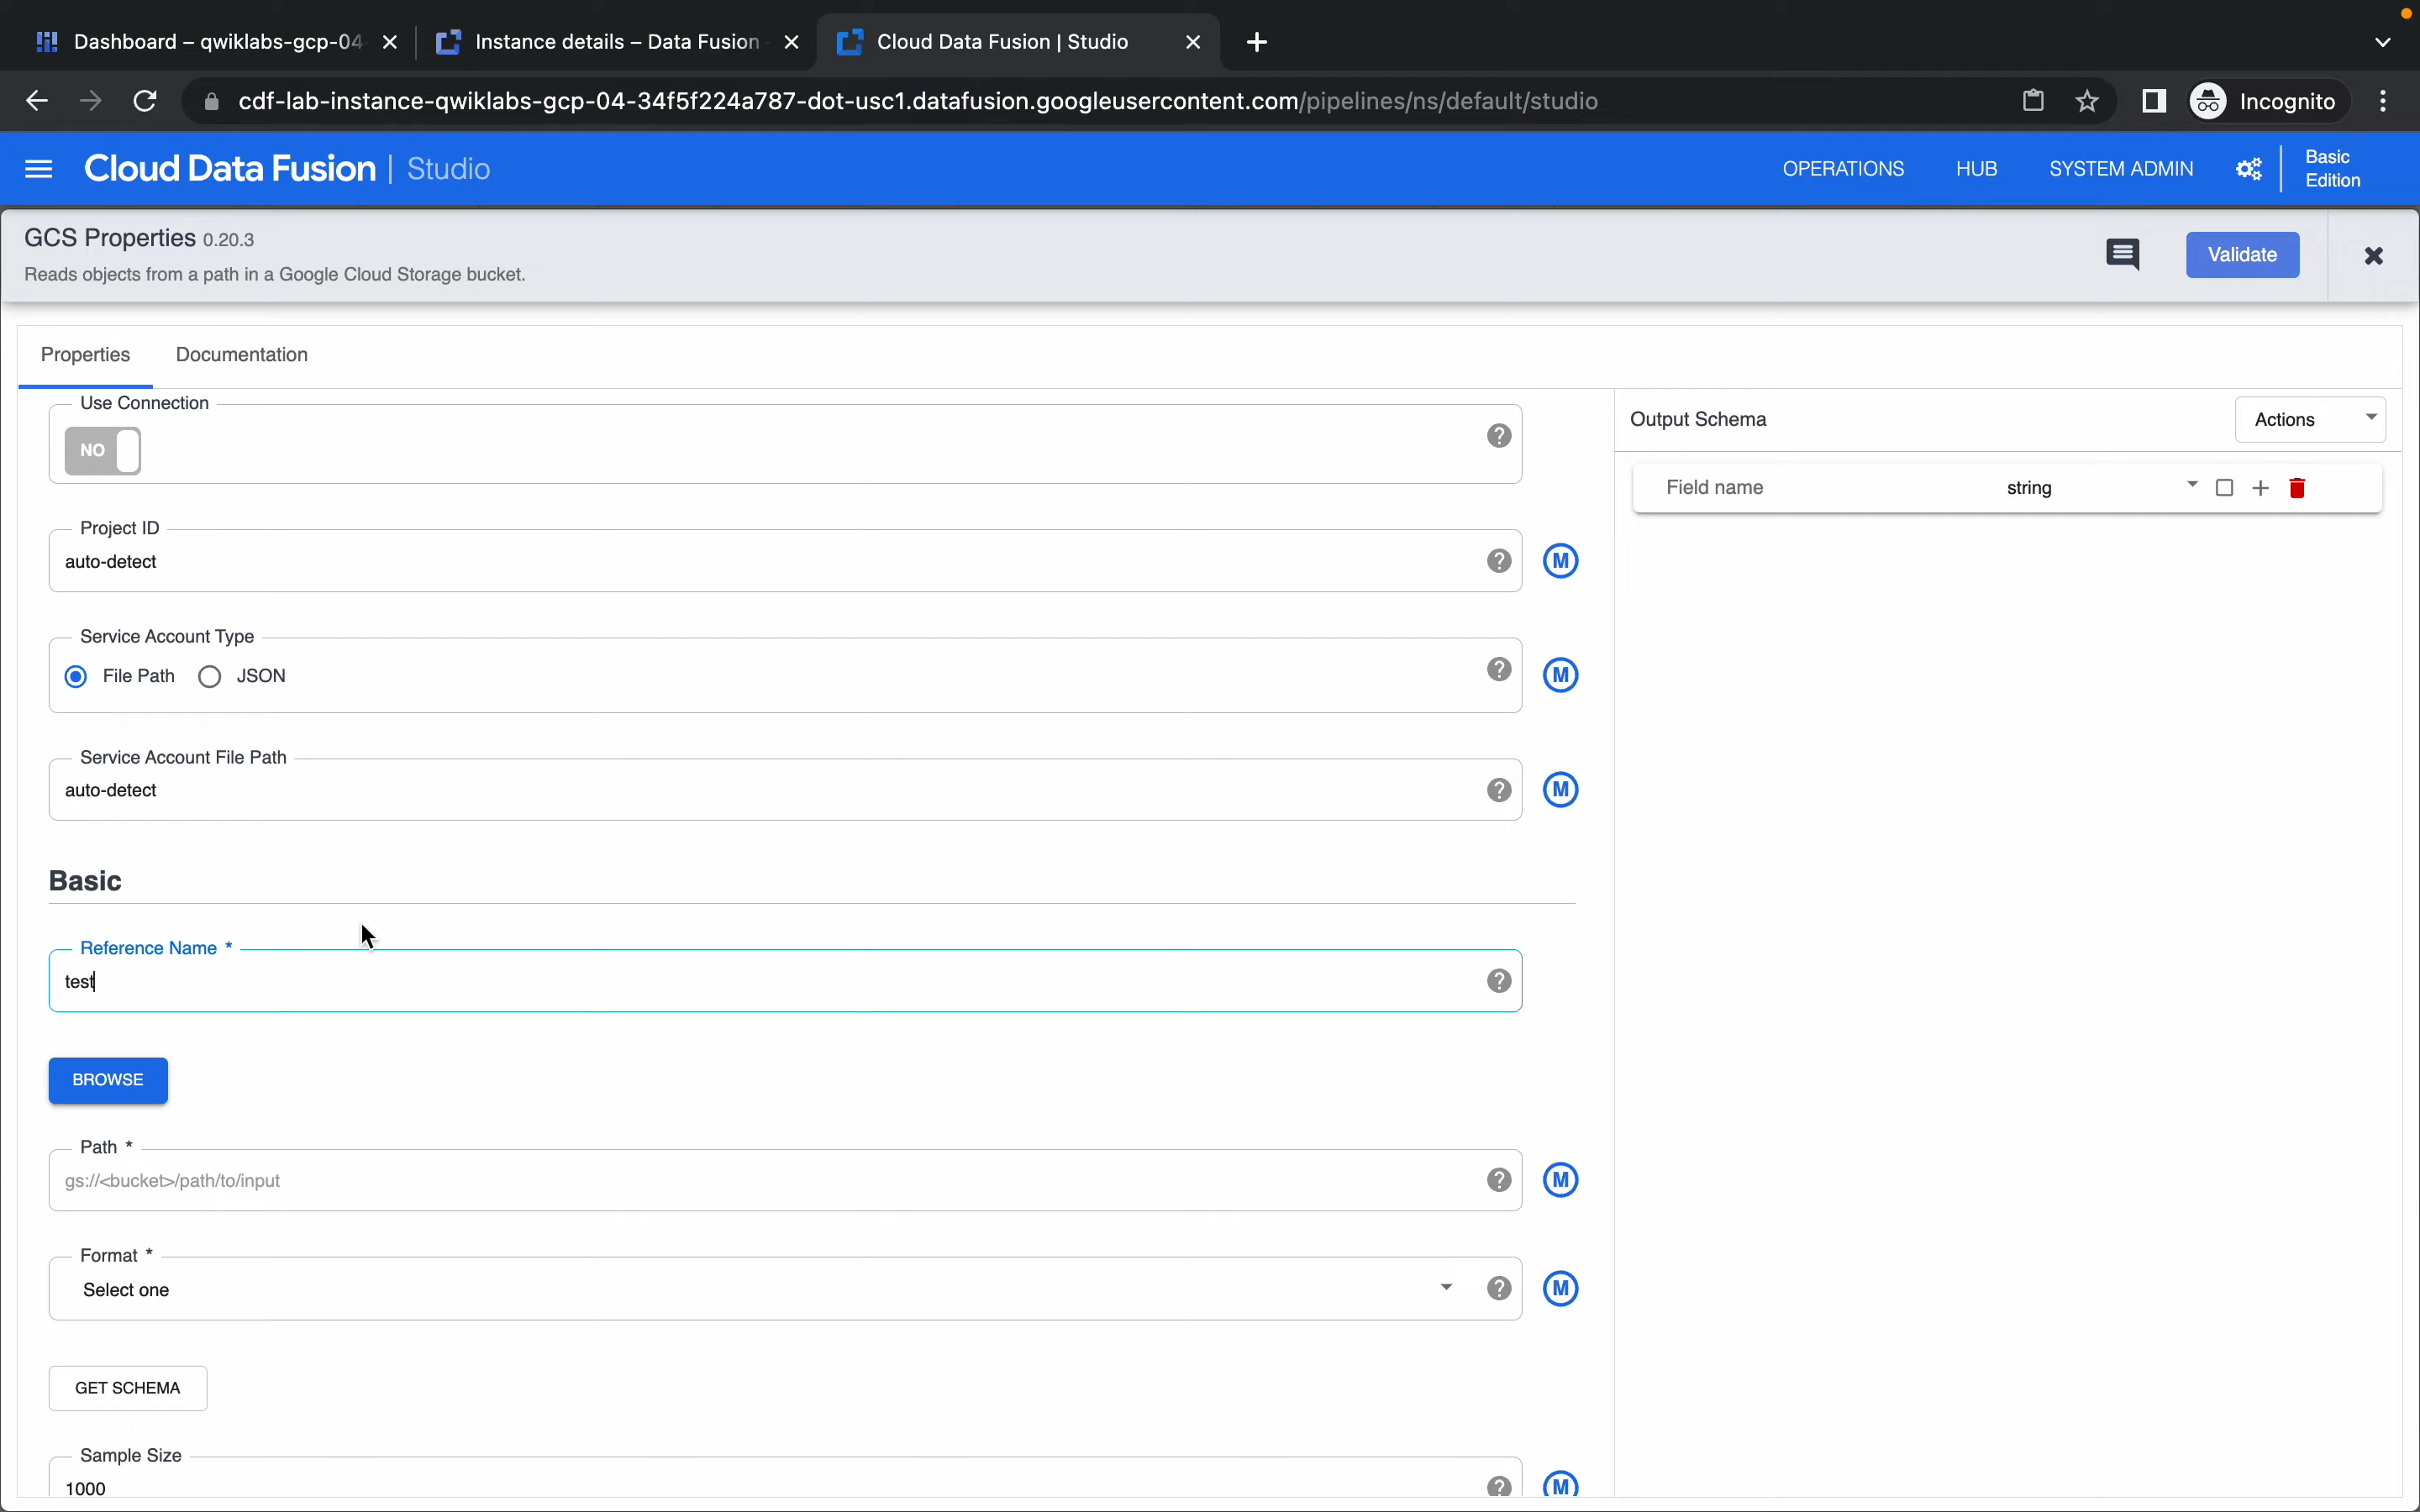 Dashboard – qwiklabs-gcp-04
Instance details – Data Fusion
Cloud Data Fusion | Studio
cdf-lab-instance-qwiklabs-gcp-04-34f5f224a787-dot-usc1.datafusion.googleusercontent.com/pipelines/ns/default/studio
Incognito
Cloud Data Fusion | Studio
OPERATIONS
HUB
SYSTEM ADMIN
Basic
Edition
GCS Properties 0.20.3
Reads objects from a path in a Google Cloud Storage bucket.
Validate
Properties
Documentation
Use Connection
NO
?
Project ID
auto-detect
?
M
Service Account Type
File Path
JSON
?
M
Service Account File Path
auto-detect
?
M
Basic
Reference Name *
test
?
BROWSE
Path *
gs://<bucket>/path/to/input
?
M
Format *
Select one
?
M
GET SCHEMA
Sample Size
1000
?
M
Output Schema
Actions
Field name
string